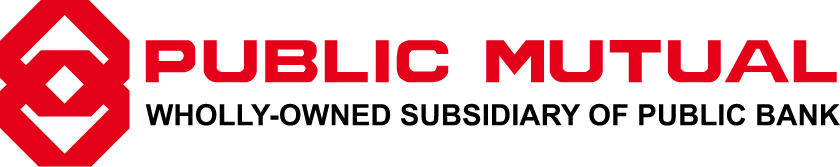 PUBLIC MUTUAL
WHOLLY-OWNED SUBSIDIARY OF PUBLIC BANK